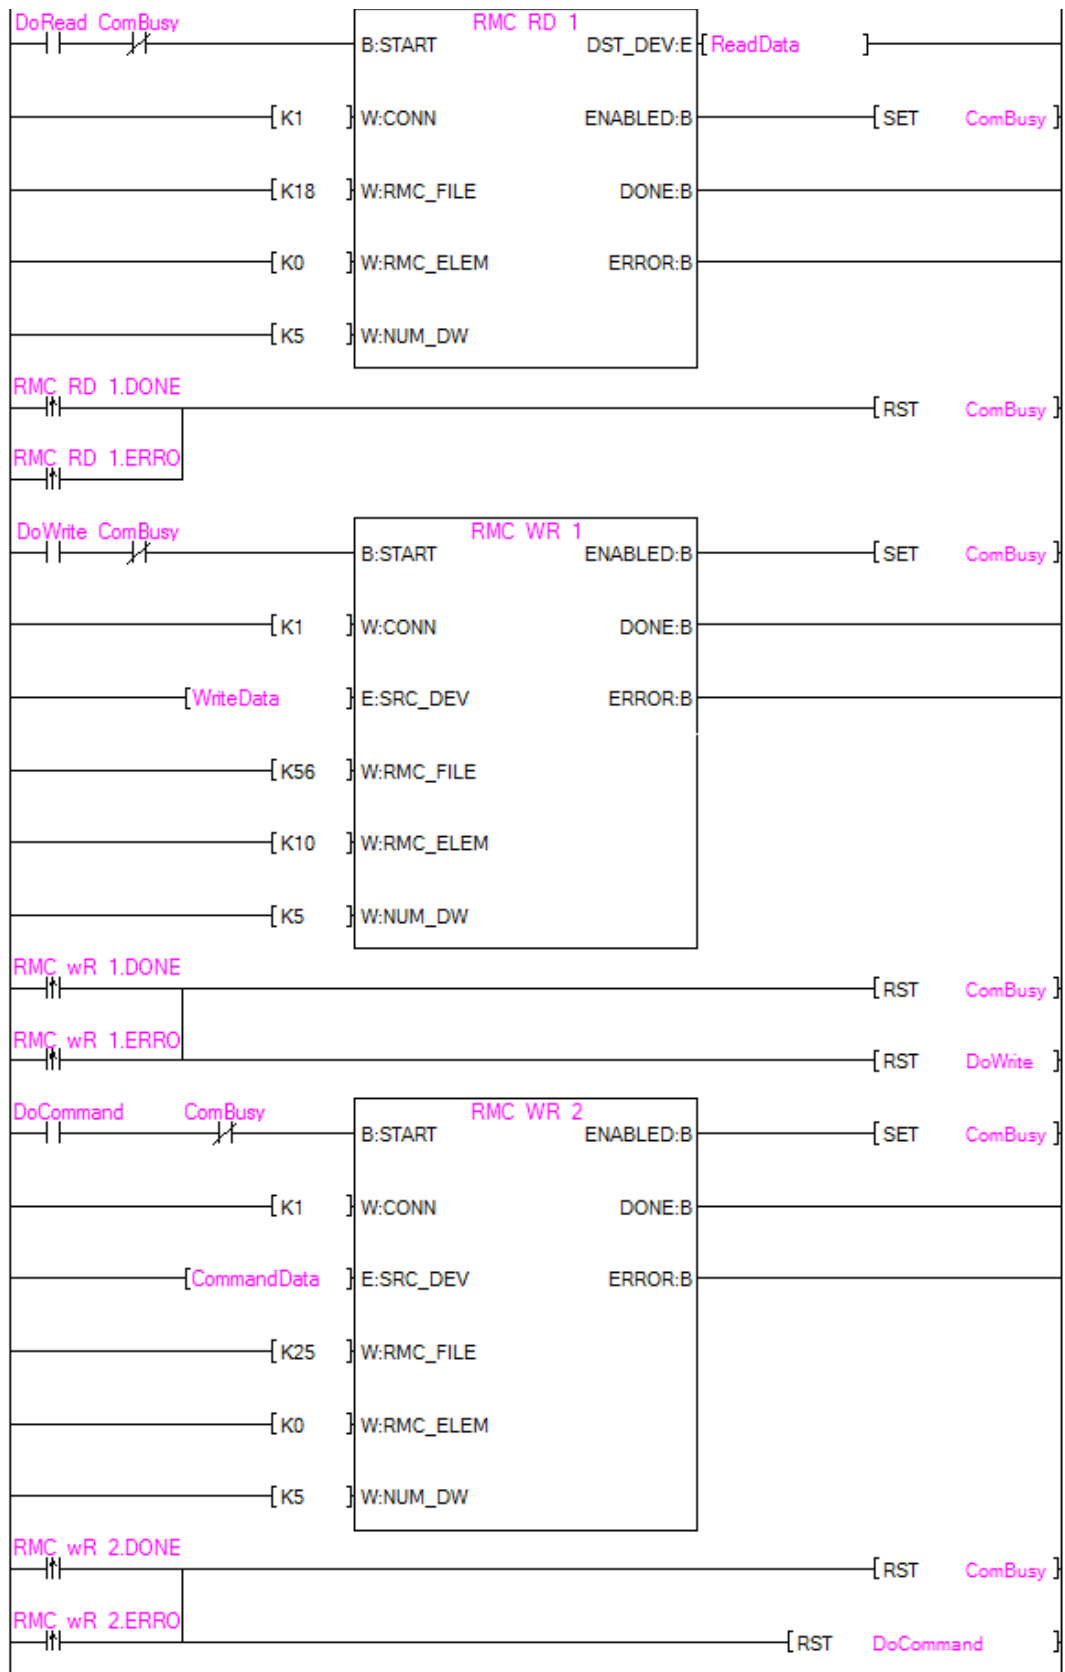 DoRead ComBusy RMC RD 1
B:START DST_DEV:E [ ReadData ]
[ K1 ] W:CONN ENABLED:B [ SET ComBusy ]
[ K18 ] W:RMC_FILE DONE:B
[ K0 ] W:RMC_ELEM ERROR:B
[ K5 ] W:NUM_DW
RMC RD 1.DONE
[ RST ComBusy ]
RMC RD 1.ERRO
DoWrite ComBusy RMC WR 1
B:START ENABLED:B [ SET ComBusy ]
[ K1 ] W:CONN DONE:B
[ WriteData ] E:SRC_DEV ERROR:B
[ K56 ] W:RMC_FILE
[ K10 ] W:RMC_ELEM
[ K5 ] W:NUM_DW
RMC wR 1.DONE
[ RST ComBusy ]
RMC wR 1.ERRO
[ RST DoWrite ]
DoCommand ComBusy RMC WR 2
B:START ENABLED:B [ SET ComBusy ]
[ K1 ] W:CONN DONE:B
[ CommandData ] E:SRC_DEV ERROR:B
[ K25 ] W:RMC_FILE
[ K0 ] W:RMC_ELEM
[ K5 ] W:NUM_DW
RMC wR 2.DONE
[ RST ComBusy ]
RMC wR 2.ERRO
[ RST DoCommand ]